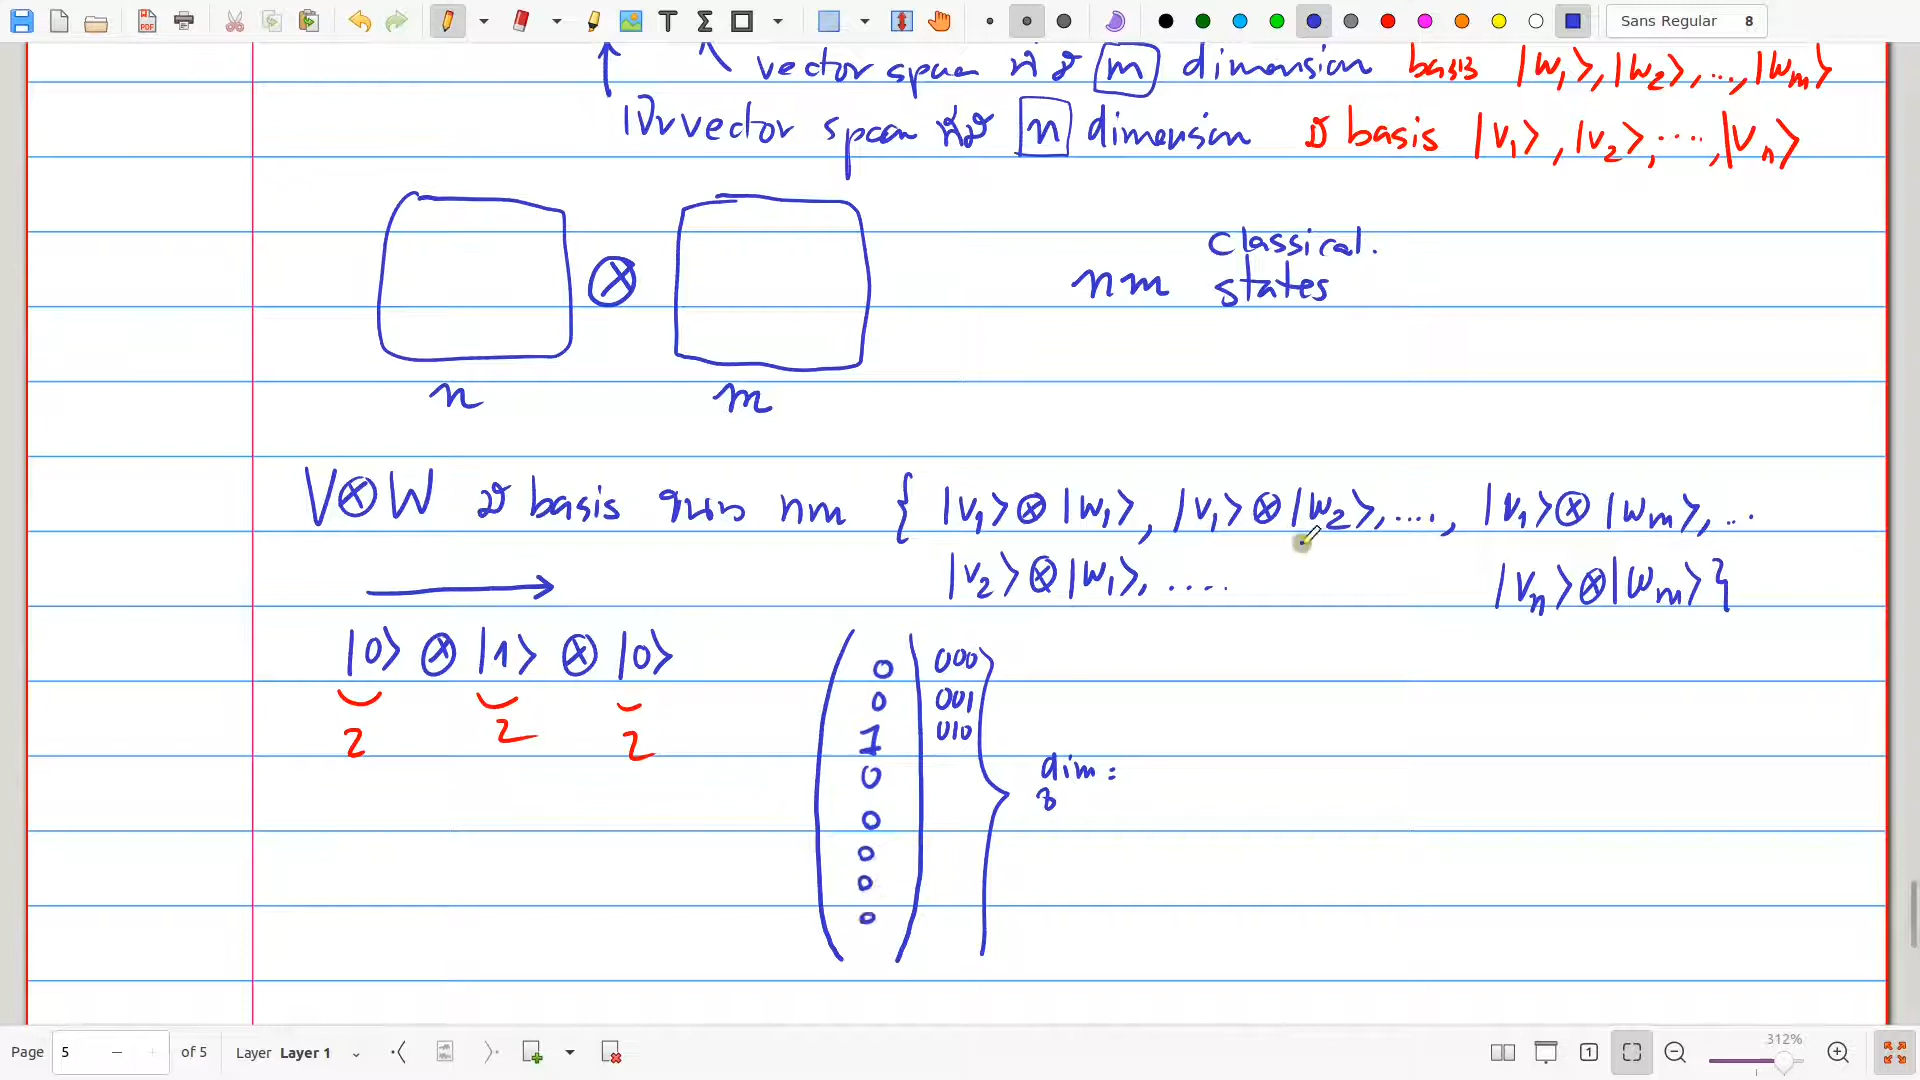 Sans Regular 8
vector space ที่มี m dimension basis |w₁⟩, |w₂⟩, ..., |wₘ⟩
เป็น vector space ที่มี n dimension มี basis |v₁⟩, |v₂⟩, ...., |vₙ⟩
⊗
nm classical states
n m
V⊗W มี basis จำนวน nm { |v₁⟩⊗|w₁⟩, |v₁⟩⊗|w₂⟩, ...., |v₁⟩⊗|wₘ⟩, ...
|v₂⟩⊗|w₁⟩, .... |vₙ⟩⊗|wₘ⟩ }
|0⟩ ⊗ |1⟩ ⊗ |0⟩
2 2 2
0 000
0 001
1 010
0
0
0
0
0
dim :
8
Page 5 of 5 Layer Layer 1 312%